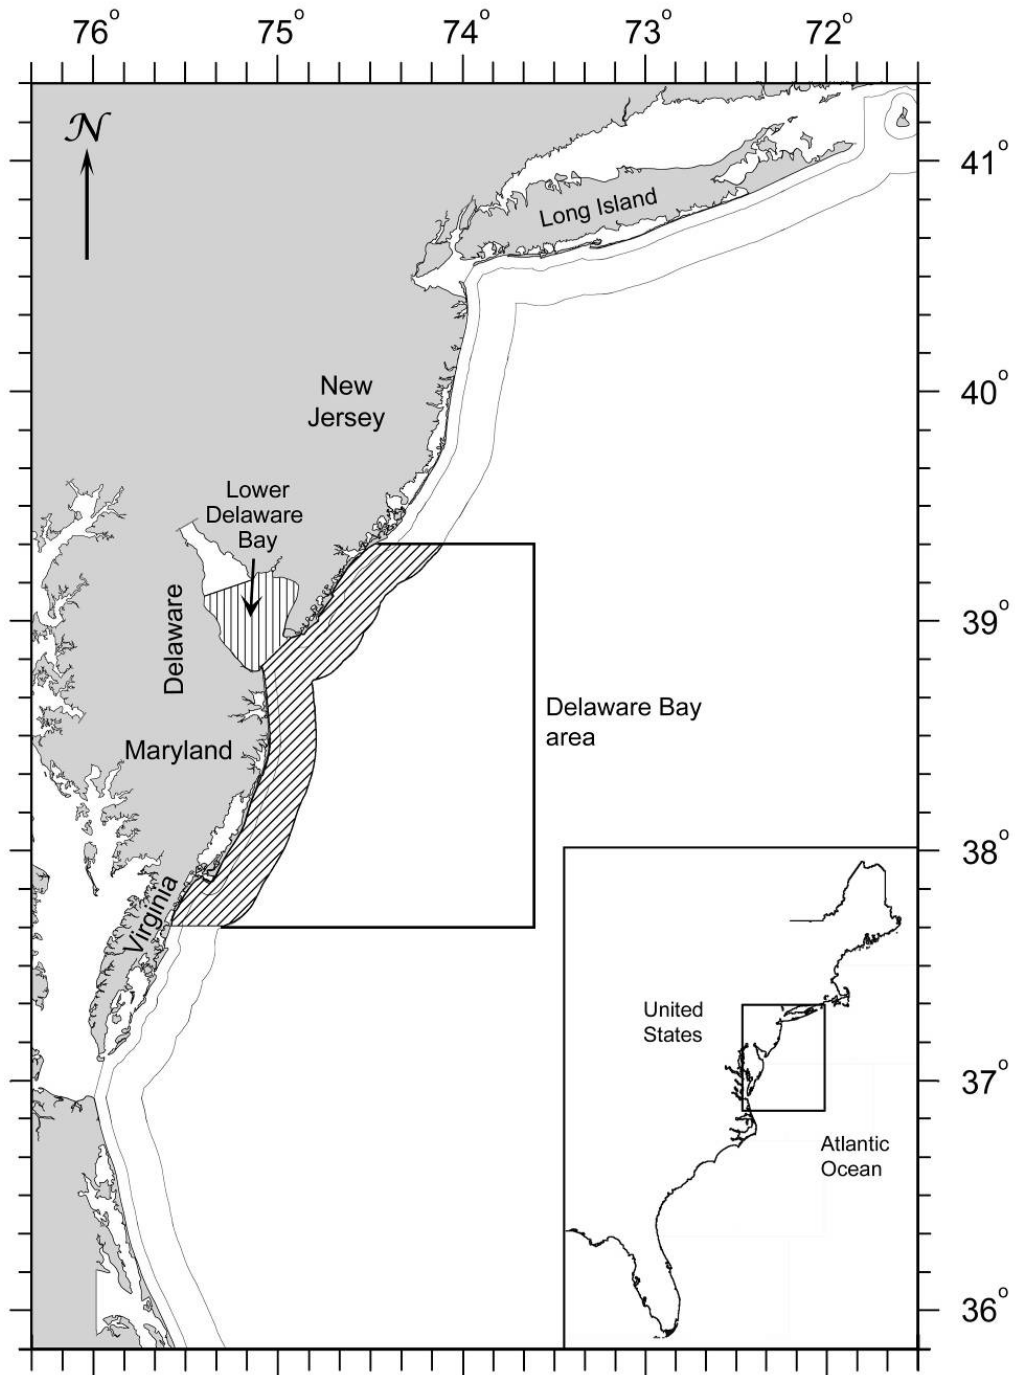 76° 75° 74° 73° 72°
N
41°
Long Island
40°
New
Jersey
Lower
Delaware
Bay
39°
Delaware
Delaware Bay
area
Maryland
38°
Virginia
United
States
37°
Atlantic
Ocean
36°